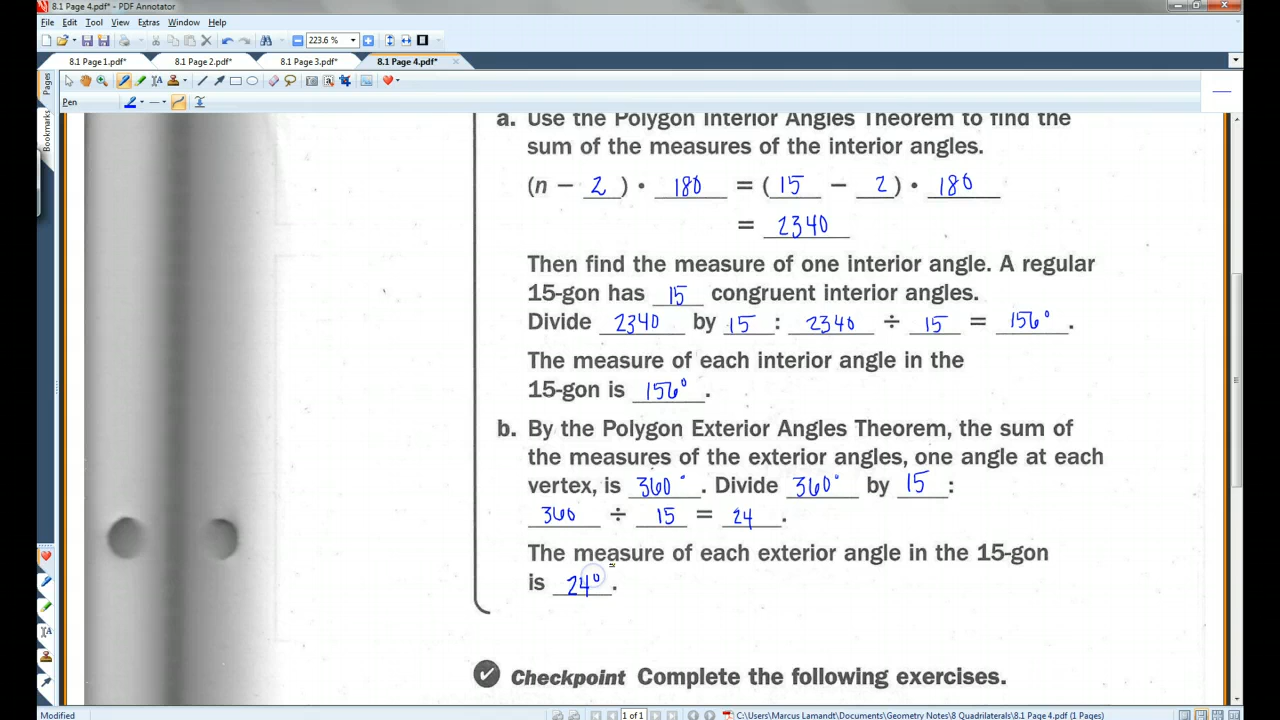 8.1 Page 4.pdf* - PDF Annotator
File Edit Tool View Extras Window Help
223.6 %
8.1 Page 1.pdf* 8.1 Page 2.pdf* 8.1 Page 3.pdf* 8.1 Page 4.pdf*
Pen
Pages
Bookmarks
a. Use the Polygon Interior Angles Theorem to find the
sum of the measures of the interior angles.
(n − 2) • 180 = (15 − 2) • 180
= 2340
Then find the measure of one interior angle. A regular
15-gon has 15 congruent interior angles.
Divide 2340 by 15 : 2340 ÷ 15 = 156°.
The measure of each interior angle in the
15-gon is 156°.
b. By the Polygon Exterior Angles Theorem, the sum of
the measures of the exterior angles, one angle at each
vertex, is 360°. Divide 360° by 15 :
360 ÷ 15 = 24.
The measure of each exterior angle in the 15-gon
is 24°.
Checkpoint Complete the following exercises.
Modified 1 of 1 C:\Users\Marcus Lamandt\Documents\Geometry Notes\8 Quadrilaterals\8.1 Page 4.pdf (1 Pages)